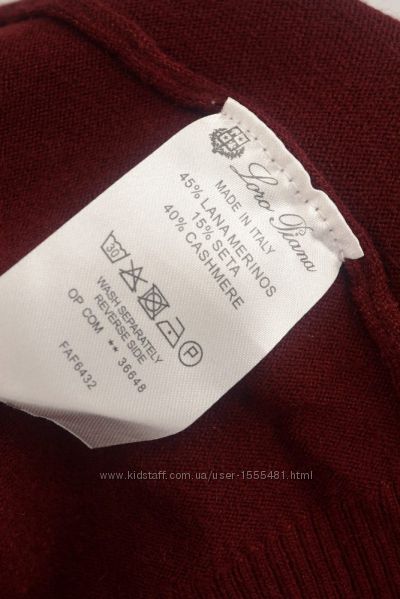 Loro Piana
MADE IN ITALY
45% LANA MERINOS
15% SETA
40% CASHMERE
30
P
WASH SEPARATELY
REVERSE SIDE
OP COM ** 36648
FAF6432
www.kidstaff.com.ua/user-1555481.html